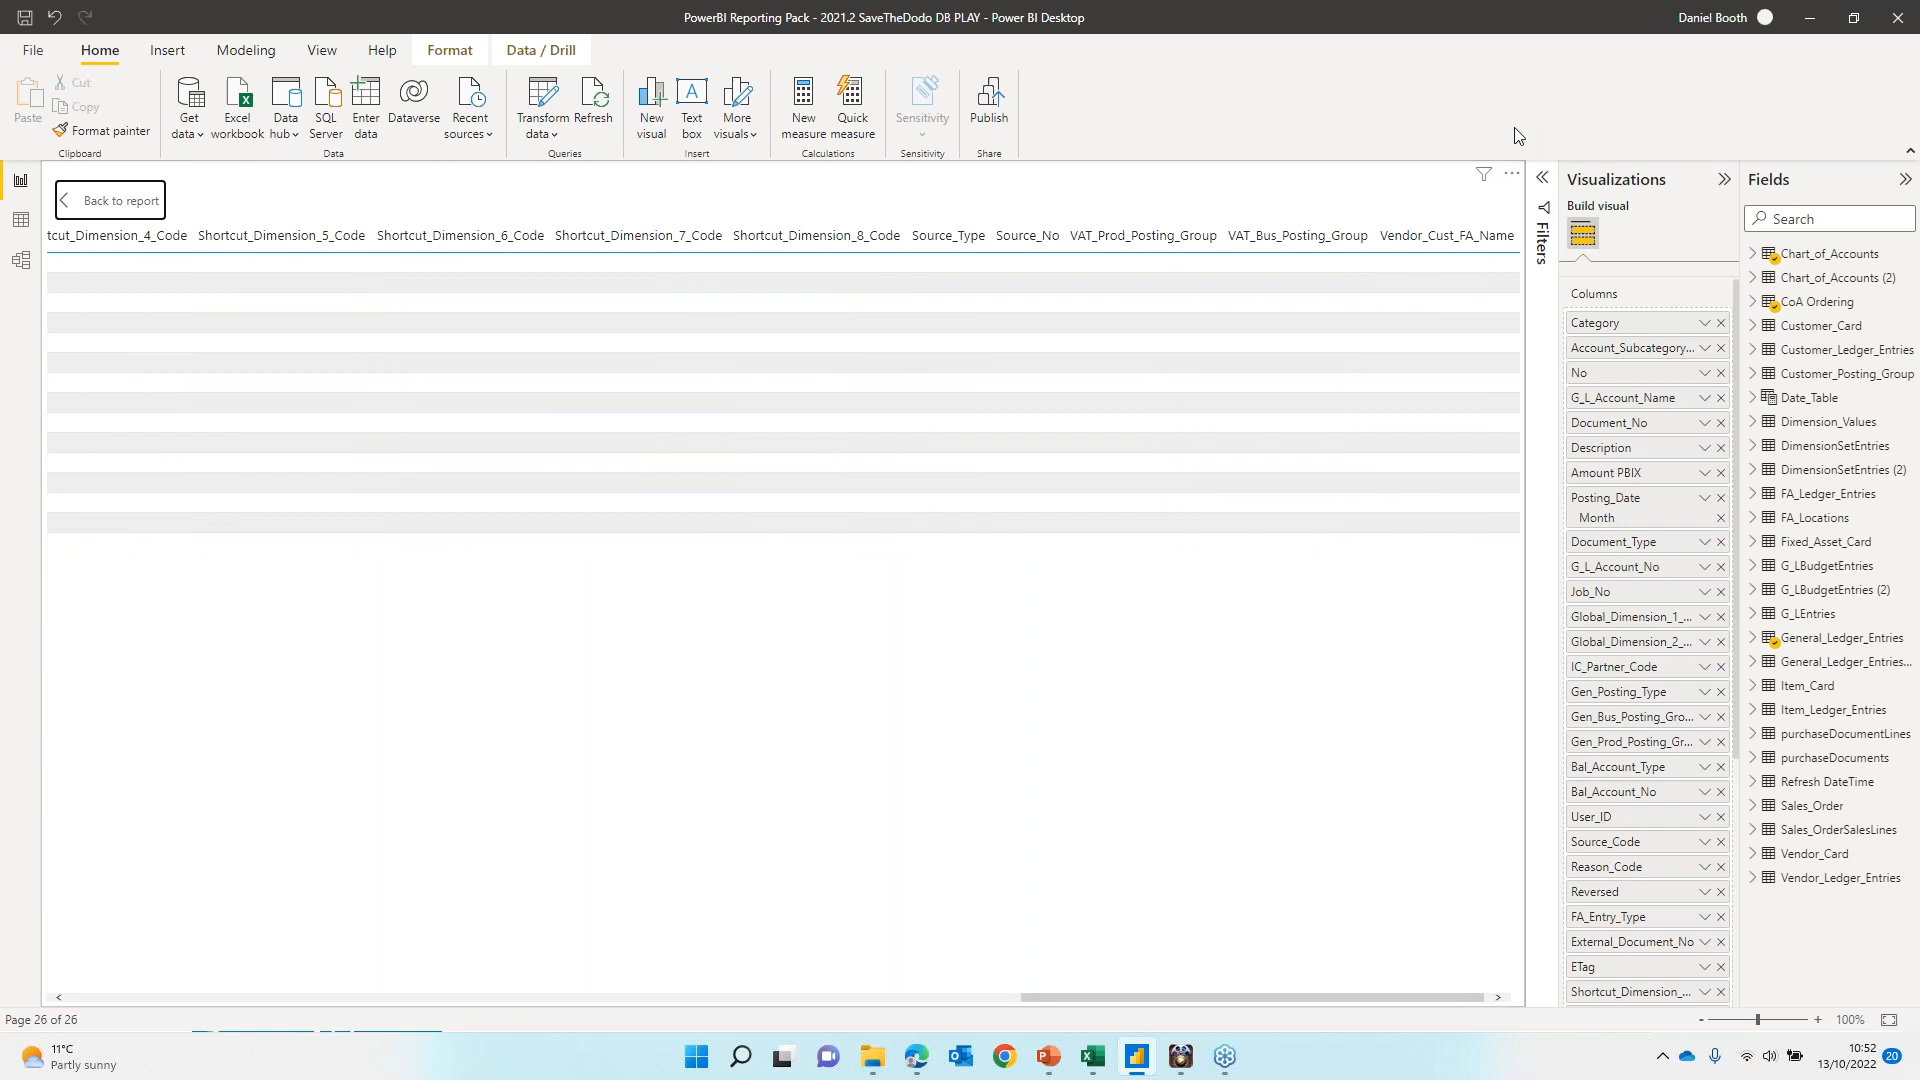 PowerBI Reporting Pack - 2021.2 SaveTheDodo DB PLAY - Power BI Desktop
Daniel Booth
File Home Insert Modeling View Help Format Data / Drill
Paste
Cut
Copy
Format painter
Clipboard
Get data
Excel workbook
Data hub
SQL Server
Enter data
Dataverse
Recent sources
Data
Transform data
Refresh
Queries
New visual
Text box
More visuals
Insert
New measure
Quick measure
Calculations
Sensitivity
Sensitivity
Publish
Share
Back to report
tcut_Dimension_4_Code Shortcut_Dimension_5_Code Shortcut_Dimension_6_Code Shortcut_Dimension_7_Code Shortcut_Dimension_8_Code Source_Type Source_No VAT_Prod_Posting_Group VAT_Bus_Posting_Group Vendor_Cust_FA_Name
Filters
Visualizations
Build visual
Columns
Category
Account_Subcategory...
No
G_L_Account_Name
Document_No
Description
Amount PBIX
Posting_Date
Month
Document_Type
G_L_Account_No
Job_No
Global_Dimension_1_...
Global_Dimension_2_...
IC_Partner_Code
Gen_Posting_Type
Gen_Bus_Posting_Gro...
Gen_Prod_Posting_Gr...
Bal_Account_Type
Bal_Account_No
User_ID
Source_Code
Reason_Code
Reversed
FA_Entry_Type
External_Document_No
ETag
Shortcut_Dimension_...
Fields
Search
Chart_of_Accounts
Chart_of_Accounts (2)
CoA Ordering
Customer_Card
Customer_Ledger_Entries
Customer_Posting_Group
Date_Table
Dimension_Values
DimensionSetEntries
DimensionSetEntries (2)
FA_Ledger_Entries
FA_Locations
Fixed_Asset_Card
G_LBudgetEntries
G_LBudgetEntries (2)
G_LEntries
General_Ledger_Entries
General_Ledger_Entries...
Item_Card
Item_Ledger_Entries
purchaseDocumentLines
purchaseDocuments
Refresh DateTime
Sales_Order
Sales_OrderSalesLines
Vendor_Card
Vendor_Ledger_Entries
Page 26 of 26
- + 100%
11°C
Partly sunny
10:52
13/10/2022
20